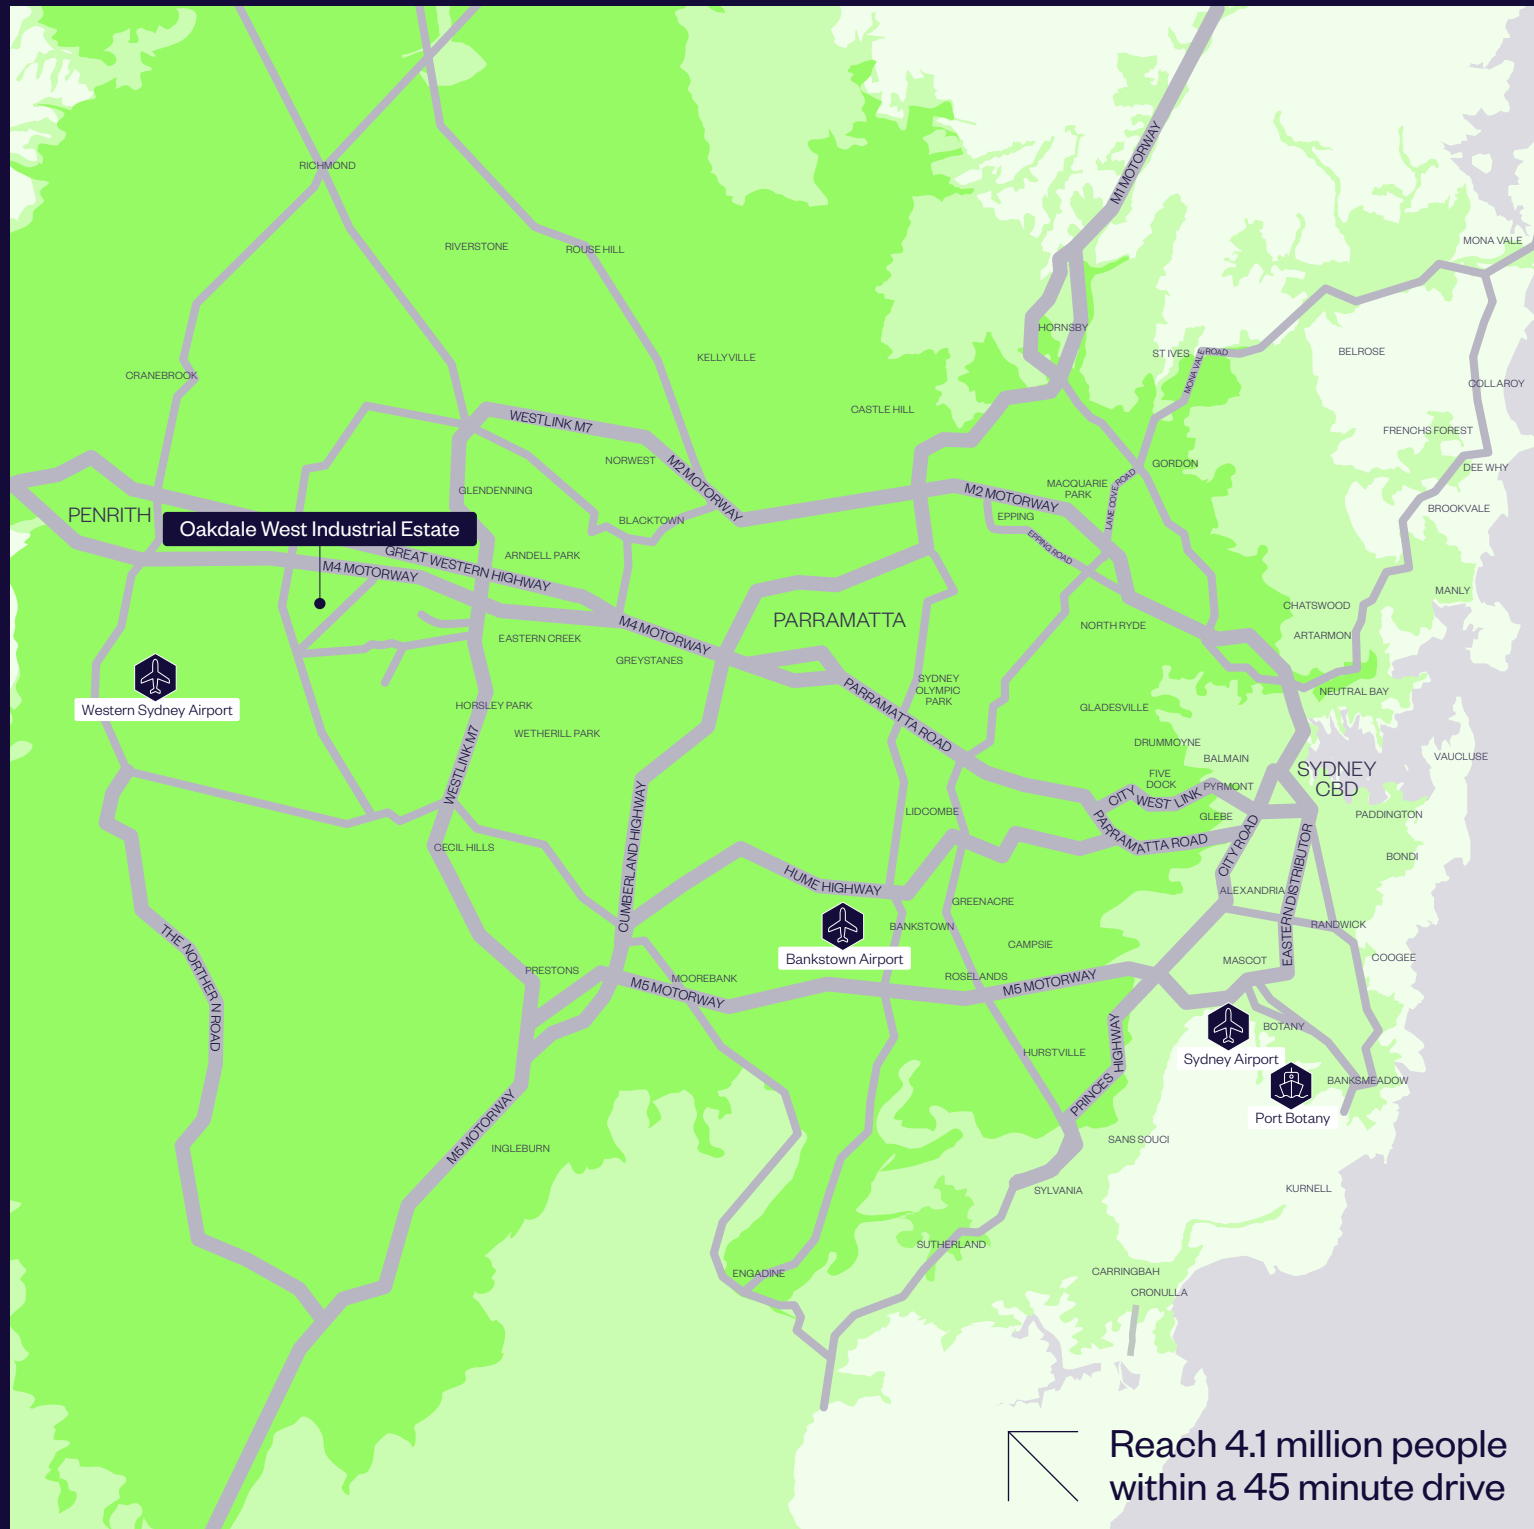 M1 MOTORWAY
RICHMOND
RIVERSTONE
ROUSE HILL
MONA VALE
HORNSBY
ST IVES
MONA VALE ROAD
BELROSE
KELLYVILLE
CRANEBROOK
COLLAROY
CASTLE HILL
WESTLINK M7
FRENCHS FOREST
NORWEST
M2 MOTORWAY
GORDON
DEE WHY
GLENDENNING
MACQUARIE
PARK
LANE COVE ROAD
M2 MOTORWAY
BROOKVALE
PENRITH
EPPING
BLACKTOWN
Oakdale West Industrial Estate
EPPING ROAD
ARNDELL PARK
GREAT WESTERN HIGHWAY
M4 MOTORWAY
MANLY
CHATSWOOD
PARRAMATTA
NORTH RYDE
M4 MOTORWAY
EASTERN CREEK
ARTARMON
GREYSTANES
SYDNEY
OLYMPIC
PARK
NEUTRAL BAY
Western Sydney Airport
HORSLEY PARK
GLADESVILLE
PARRAMATTA ROAD
WETHERILL PARK
DRUMMOYNE
BALMAIN
VAUCLUSE
WESTLINK M7
SYDNEY
CBD
FIVE
DOCK
PYRMONT
CITY WEST LINK
LIDCOMBE
GLEBE
PADDINGTON
PARRAMATTA ROAD
CITY ROAD
CECIL HILLS
CUMBERLAND HIGHWAY
BONDI
HUME HIGHWAY
ALEXANDRIA
EASTERN DISTRIBUTOR
GREENACRE
BANKSTOWN
RANDWICK
THE NORTHER N ROAD
CAMPSIE
Bankstown Airport
MASCOT
COOGEE
PRESTONS
MOOREBANK
ROSELANDS
M5 MOTORWAY
M5 MOTORWAY
BOTANY
HURSTVILLE
Sydney Airport
PRINCES HIGHWAY
BANKSMEADOW
Port Botany
M5 MOTORWAY
INGLEBURN
SANS SOUCI
SYLVANIA
KURNELL
SUTHERLAND
ENGADINE
CARRINGBAH
CRONULLA
Reach 4.1 million people
within a 45 minute drive